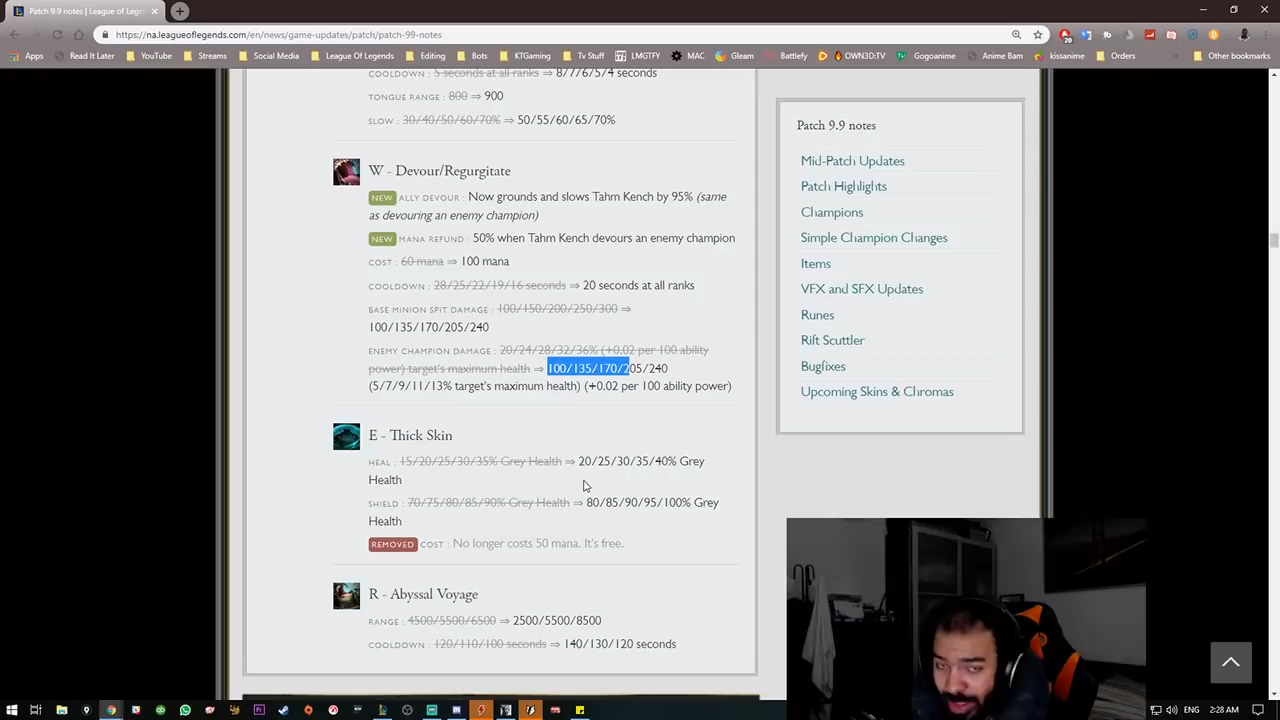 Patch 9.9 notes | League of Leg
https://na.leagueoflegends.com/en/news/game-updates/patch/patch-99-notes
Apps Read It Later YouTube Streams Social Media League Of Leg Editing Bots KTGaming Tv Stuff LMGTFY MAC Gleam Battlefy OWN3D:TV Gogoanime Anime Bam kissanime Orders Other bookmarks
COOLDOWN : 5 seconds at all ranks ⇒ 8/7/6/5/4 seconds
TONGUE RANGE : 800 ⇒ 900
SLOW : 30/40/50/60/70% ⇒ 50/55/60/65/70%
W - Devour/Regurgitate
NEW ALLY DEVOUR : Now grounds and slows Tahm Kench by 95% (same
as devouring an enemy champion)
NEW MANA REFUND : 50% when Tahm Kench devours an enemy champion
COST : 60 mana ⇒ 100 mana
COOLDOWN : 28/25/22/19/16 seconds ⇒ 20 seconds at all ranks
BASE MINION SPIT DAMAGE : 100/150/200/250/300 ⇒
100/135/170/205/240
ENEMY CHAMPION DAMAGE : 20/24/28/32/36% (+0.02 per 100 ability
power) target's maximum health ⇒ 100/135/170/205/240
(5/7/9/11/13% target's maximum health) (+0.02 per 100 ability power)
E - Thick Skin
HEAL : 15/20/25/30/35% Grey Health ⇒ 20/25/30/35/40% Grey
Health
SHIELD : 70/75/80/85/90% Grey Health ⇒ 80/85/90/95/100% Grey
Health
REMOVED COST : No longer costs 50 mana. It's free.
R - Abyssal Voyage
RANGE : 4500/5500/6500 ⇒ 2500/5500/8500
COOLDOWN : 120/110/100 seconds ⇒ 140/130/120 seconds
Patch 9.9 notes
Mid-Patch Updates
Patch Highlights
Champions
Simple Champion Changes
Items
VFX and SFX Updates
Runes
Rift Scuttler
Bugfixes
Upcoming Skins & Chromas
ENG 2:28 AM